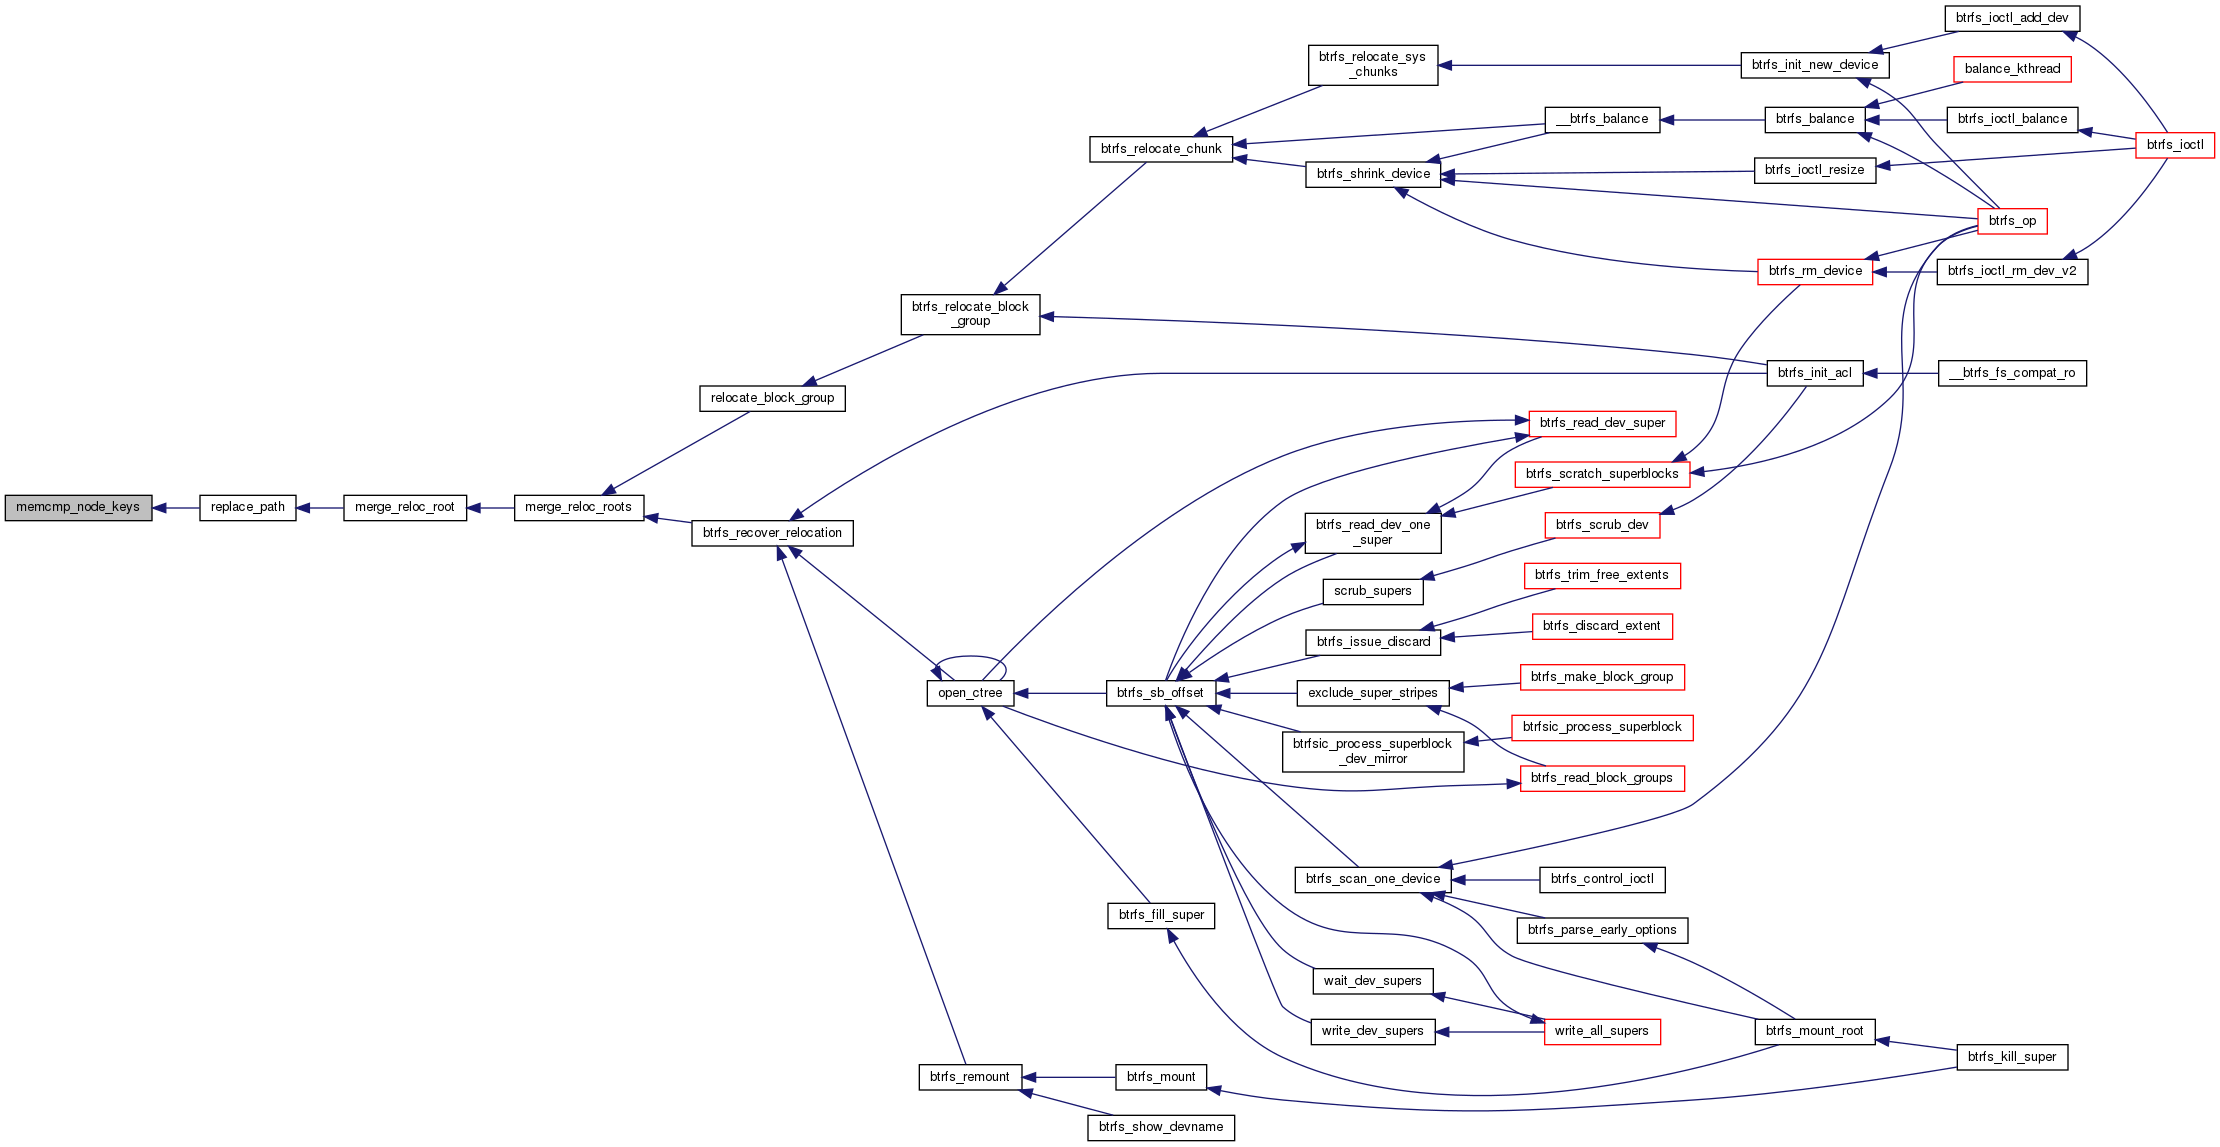 btrfs_ioctl_add_dev
btrfs_relocate_sys
_chunks
btrfs_init_new_device
balance_kthread
__btrfs_balance
btrfs_balance
btrfs_ioctl_balance
btrfs_relocate_chunk
btrfs_ioctl
btrfs_shrink_device
btrfs_ioctl_resize
btrfs_op
btrfs_rm_device
btrfs_ioctl_rm_dev_v2
btrfs_relocate_block
_group
btrfs_init_acl
__btrfs_fs_compat_ro
relocate_block_group
btrfs_read_dev_super
btrfs_scratch_superblocks
memcmp_node_keys
replace_path
merge_reloc_root
merge_reloc_roots
btrfs_recover_relocation
btrfs_read_dev_one
_super
btrfs_scrub_dev
btrfs_trim_free_extents
scrub_supers
btrfs_discard_extent
btrfs_issue_discard
btrfs_make_block_group
open_ctree
btrfs_sb_offset
exclude_super_stripes
btrfsic_process_superblock
btrfsic_process_superblock
_dev_mirror
btrfs_read_block_groups
btrfs_scan_one_device
btrfs_control_ioctl
btrfs_fill_super
btrfs_parse_early_options
wait_dev_supers
write_dev_supers
write_all_supers
btrfs_mount_root
btrfs_kill_super
btrfs_remount
btrfs_mount
btrfs_show_devname